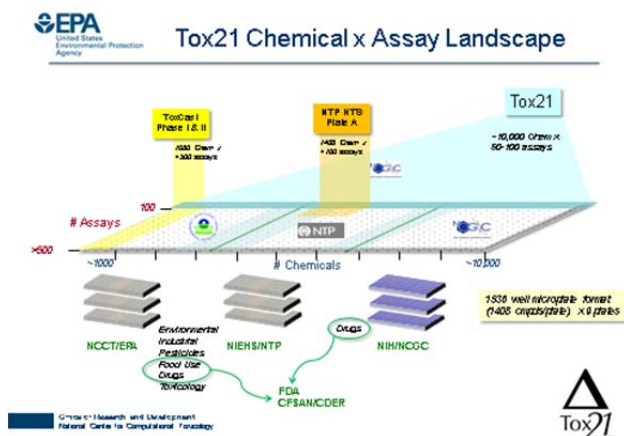 EPA
United States
Environmental Protection
Agency
Tox21 Chemical x Assay Landscape
ToxCast
Phase I & II
NTP HTS
Plate A
Tox21
1408 Chem x
~10,000 Chem x
50-100 assays
100
# Assays
>500
NTP
~1000
# Chemicals
~10,000
NCCT/EPA
Environmental
Industrial
Pesticides
Food Use
Drugs
Toxicology
NIEHS/NTP
Drugs
NIH/NCGC
1536 well microplate format
(1408 cmpds/plate) x 9 plates
FDA
CFSAN/CDER
Office of Research and Development
National Center for Computational Toxicology
Tox21